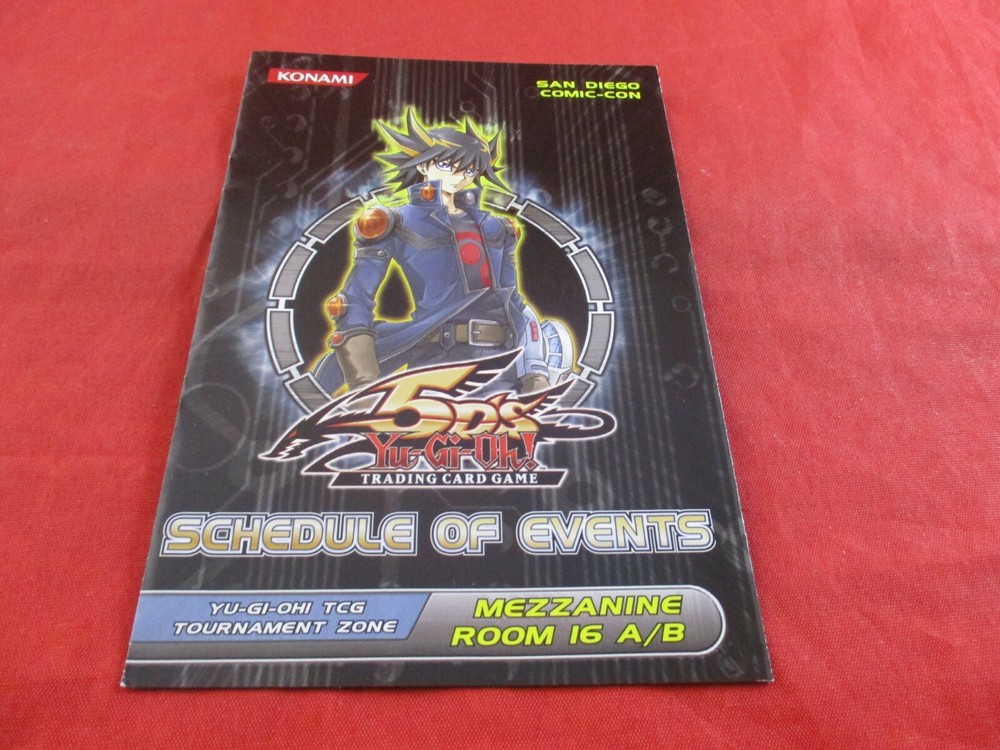 KONAMI
SAN DIEGO
COMIC-CON
5D's
Yu-Gi-Oh!
TRADING CARD GAME
SCHEDULE OF EVENTS
YU-GI-OH! TCG
TOURNAMENT ZONE
MEZZANINE
ROOM 16 A/B